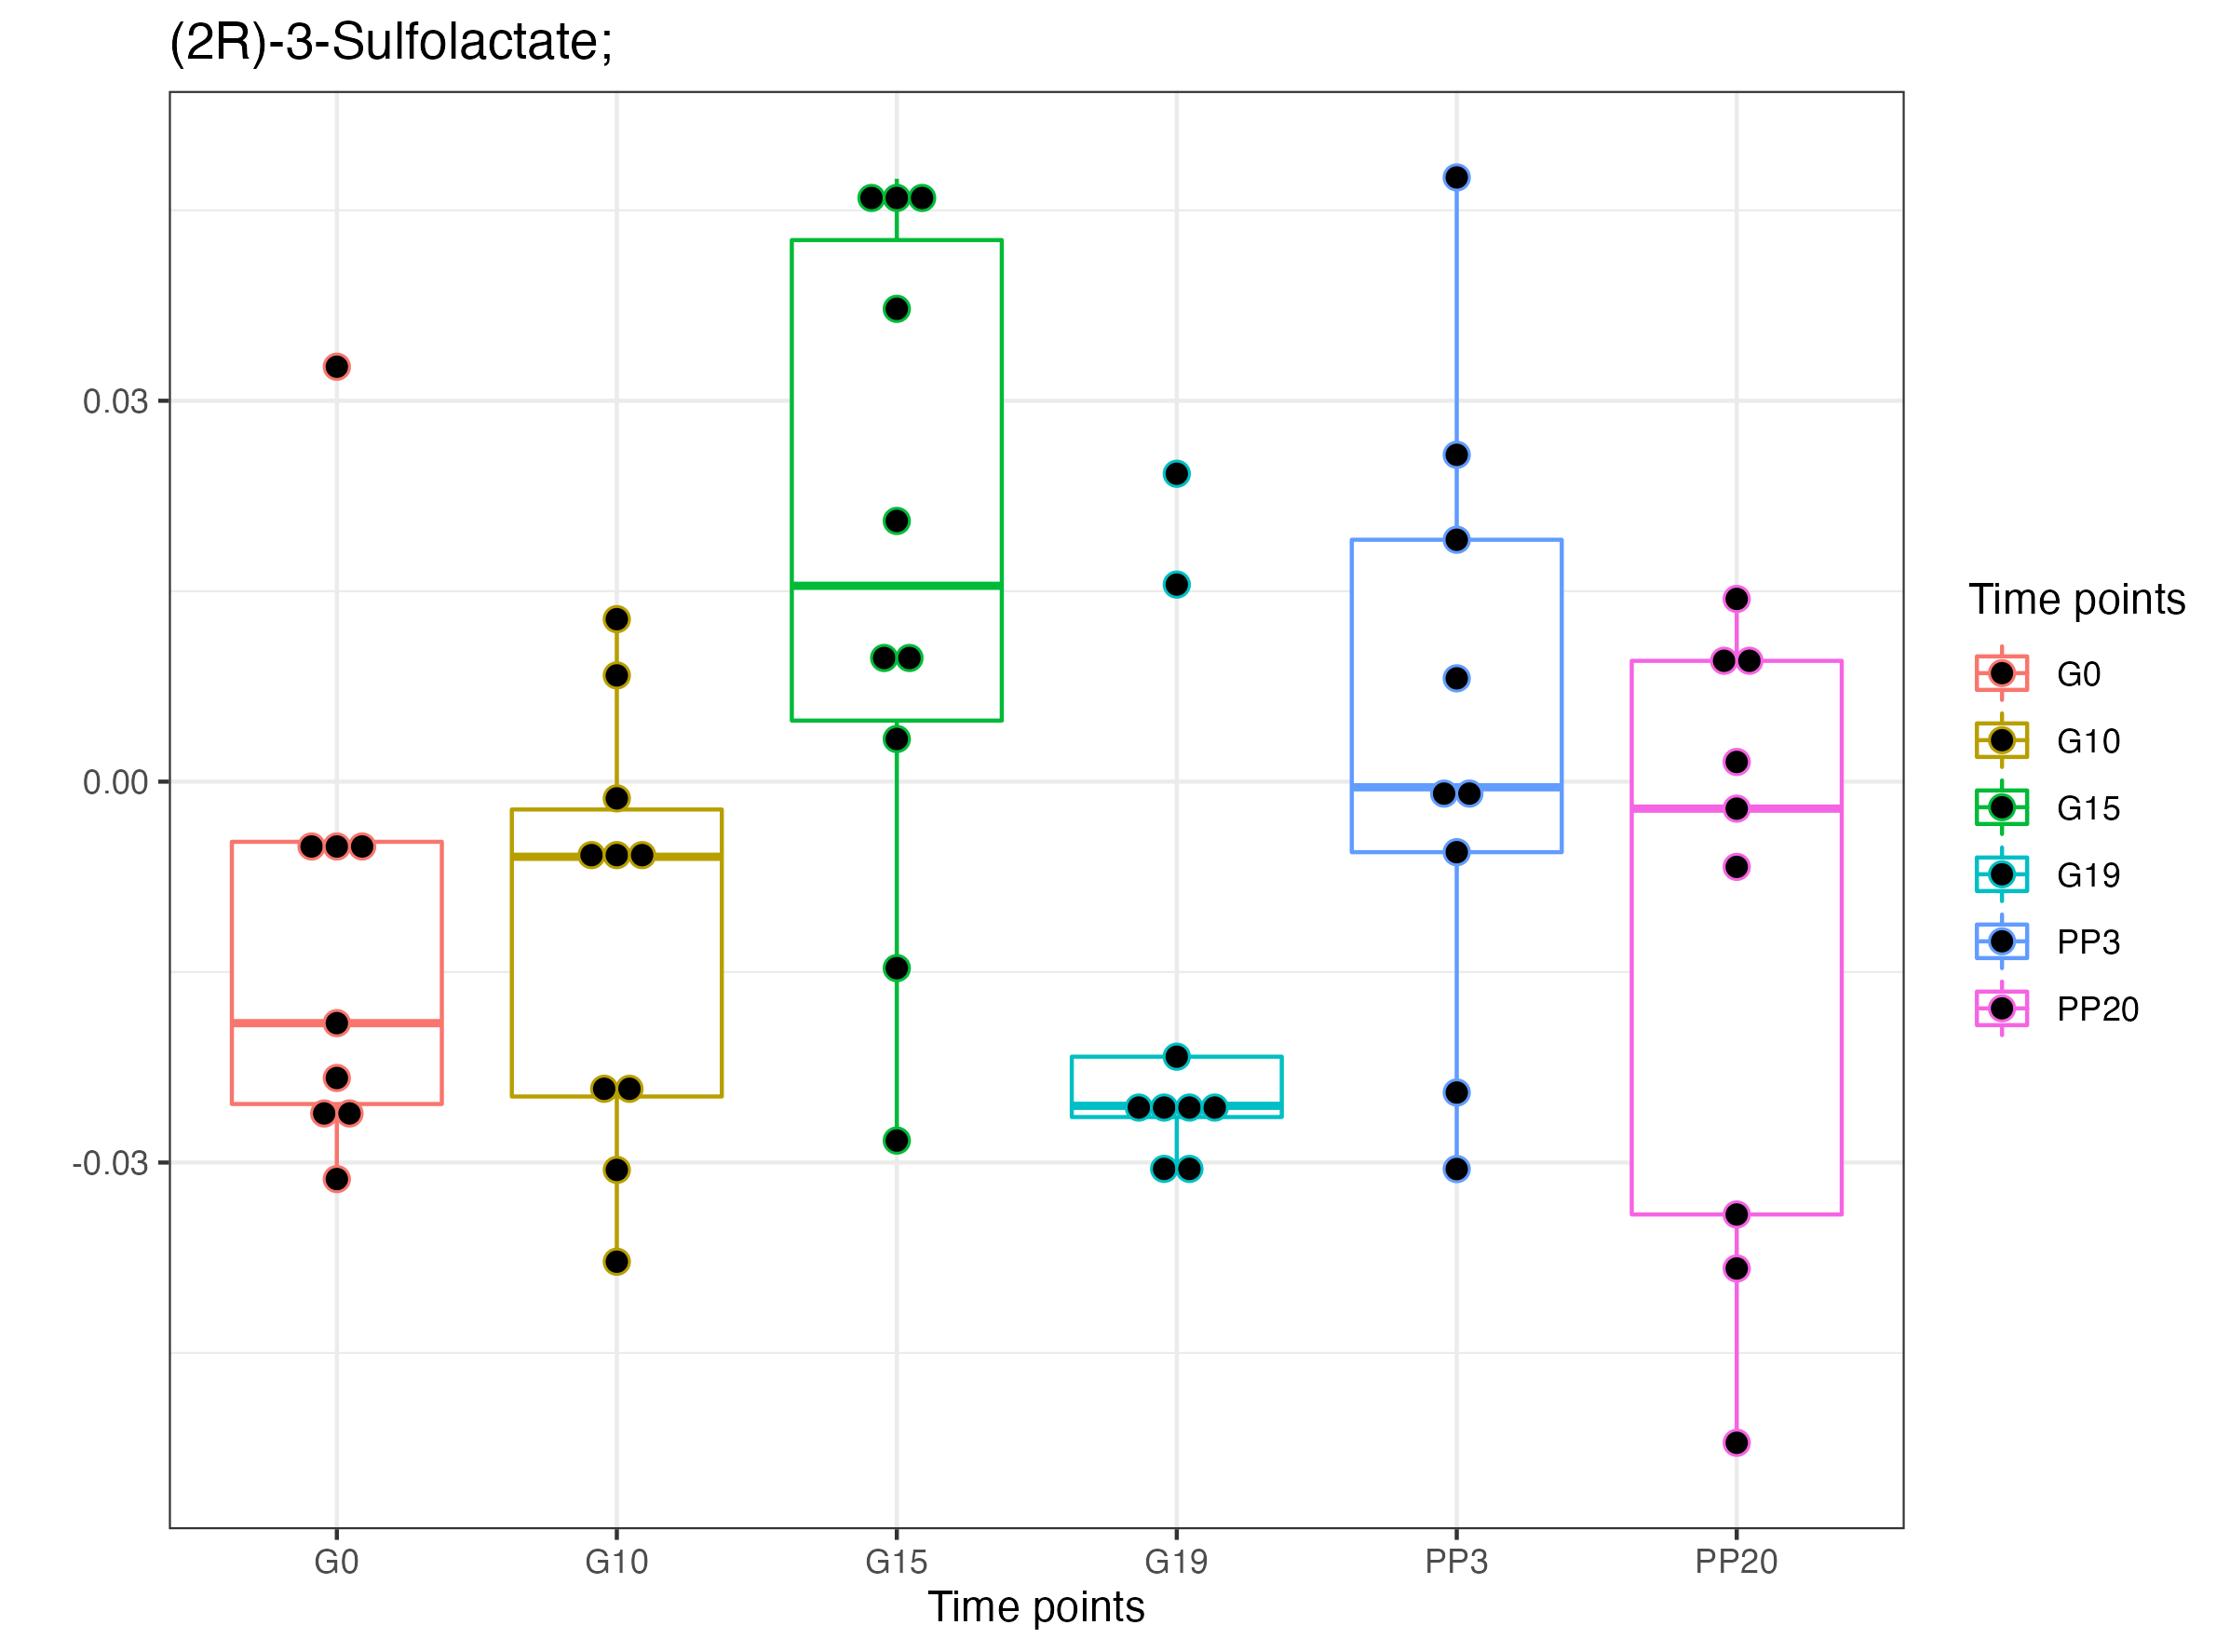 (2R)-3-Sulfolactate;
0.03
0.00
-0.03
G0 G10 G15 G19 PP3 PP20
Time points
Time points
G0
G10
G15
G19
PP3
PP20